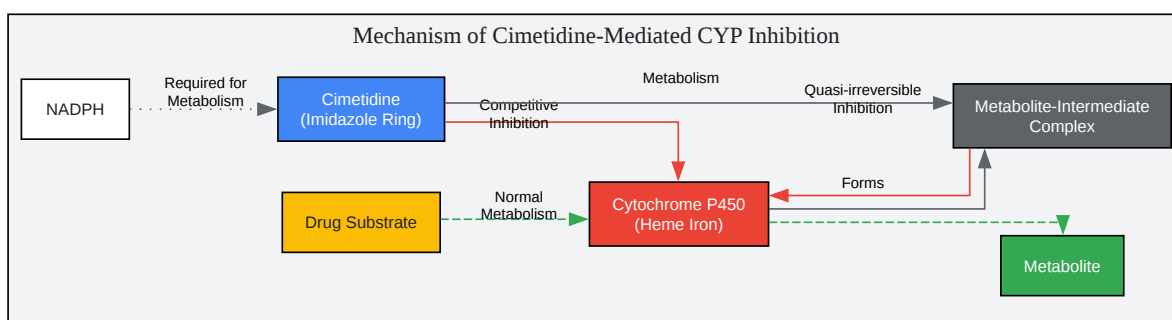 Mechanism of Cimetidine-Mediated CYP Inhibition
NADPH
Required for
Metabolism
Cimetidine
(Imidazole Ring)
Metabolism
Competitive
Inhibition
Quasi-irreversible
Inhibition
Metabolite-Intermediate
Complex
Drug Substrate
Normal
Metabolism
Cytochrome P450
(Heme Iron)
Forms
Metabolite